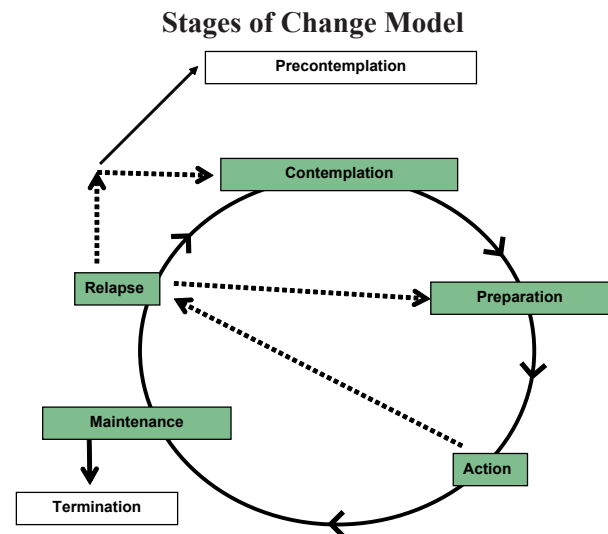 Stages of Change Model
Precontemplation
Contemplation
Relapse
Preparation
Maintenance
Action
Termination